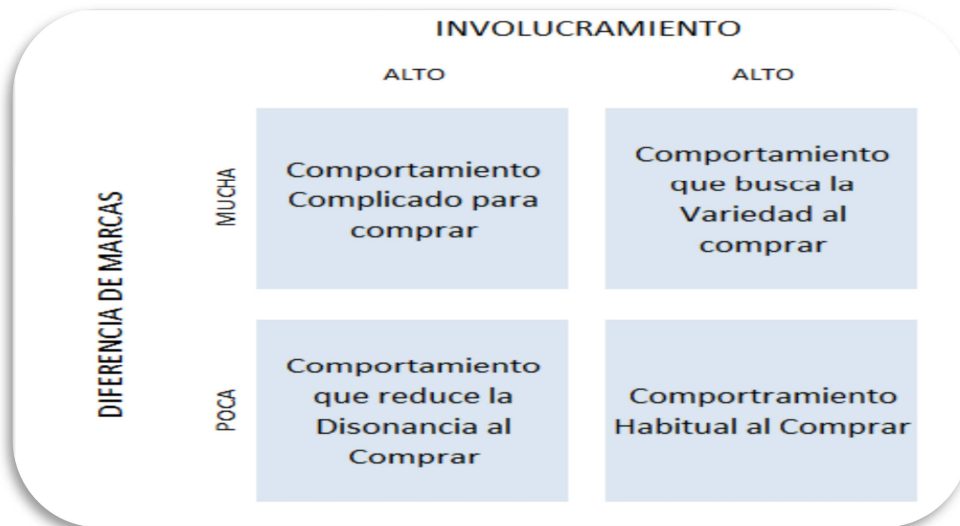 INVOLUCRAMIENTO
ALTO
ALTO
DIFERENCIA DE MARCAS
MUCHA
Comportamiento
Complicado para
comprar
Comportamiento
que busca la
Variedad al
comprar
POCA
Comportamiento
que reduce la
Disonancia al
Comprar
Comportramiento
Habitual al Comprar